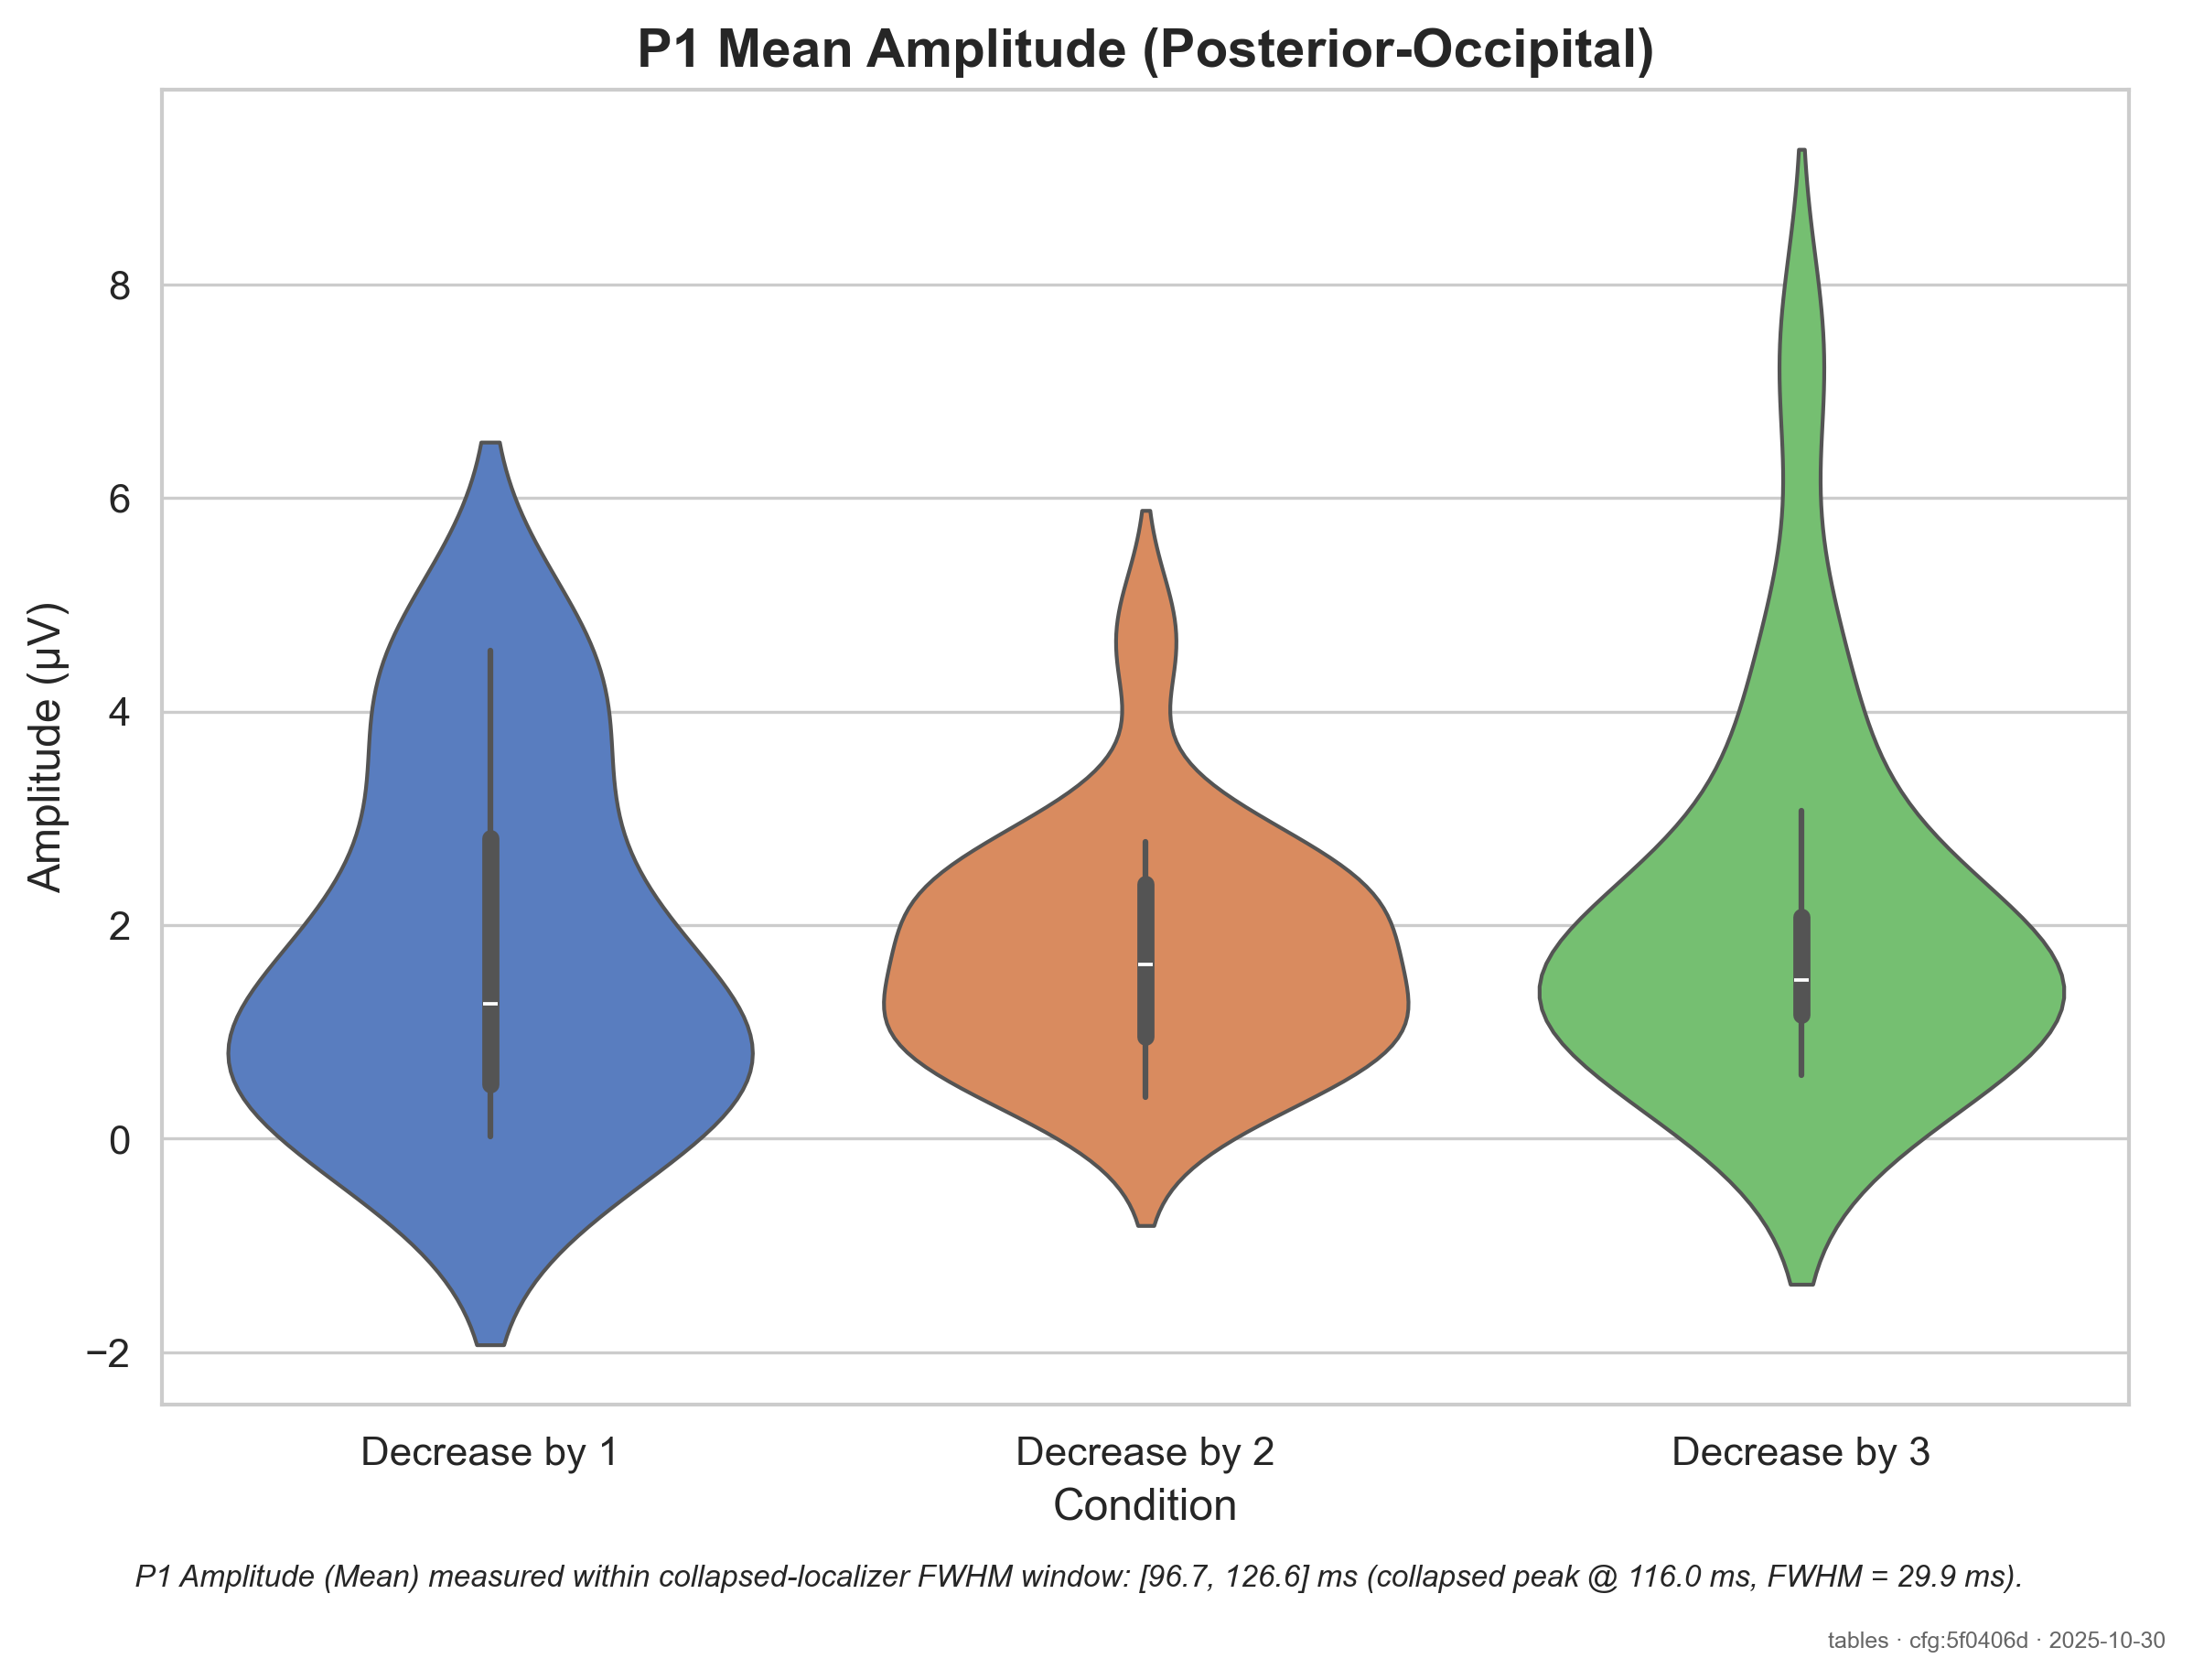 P1 Mean Amplitude (Posterior-Occipital)
Amplitude (µV)
8
6
4
2
0
−2
Decrease by 1
Decrease by 2
Decrease by 3
Condition
P1 Amplitude (Mean) measured within collapsed-localizer FWHM window: [96.7, 126.6] ms (collapsed peak @ 116.0 ms, FWHM = 29.9 ms).
tables · cfg:5f0406d · 2025-10-30